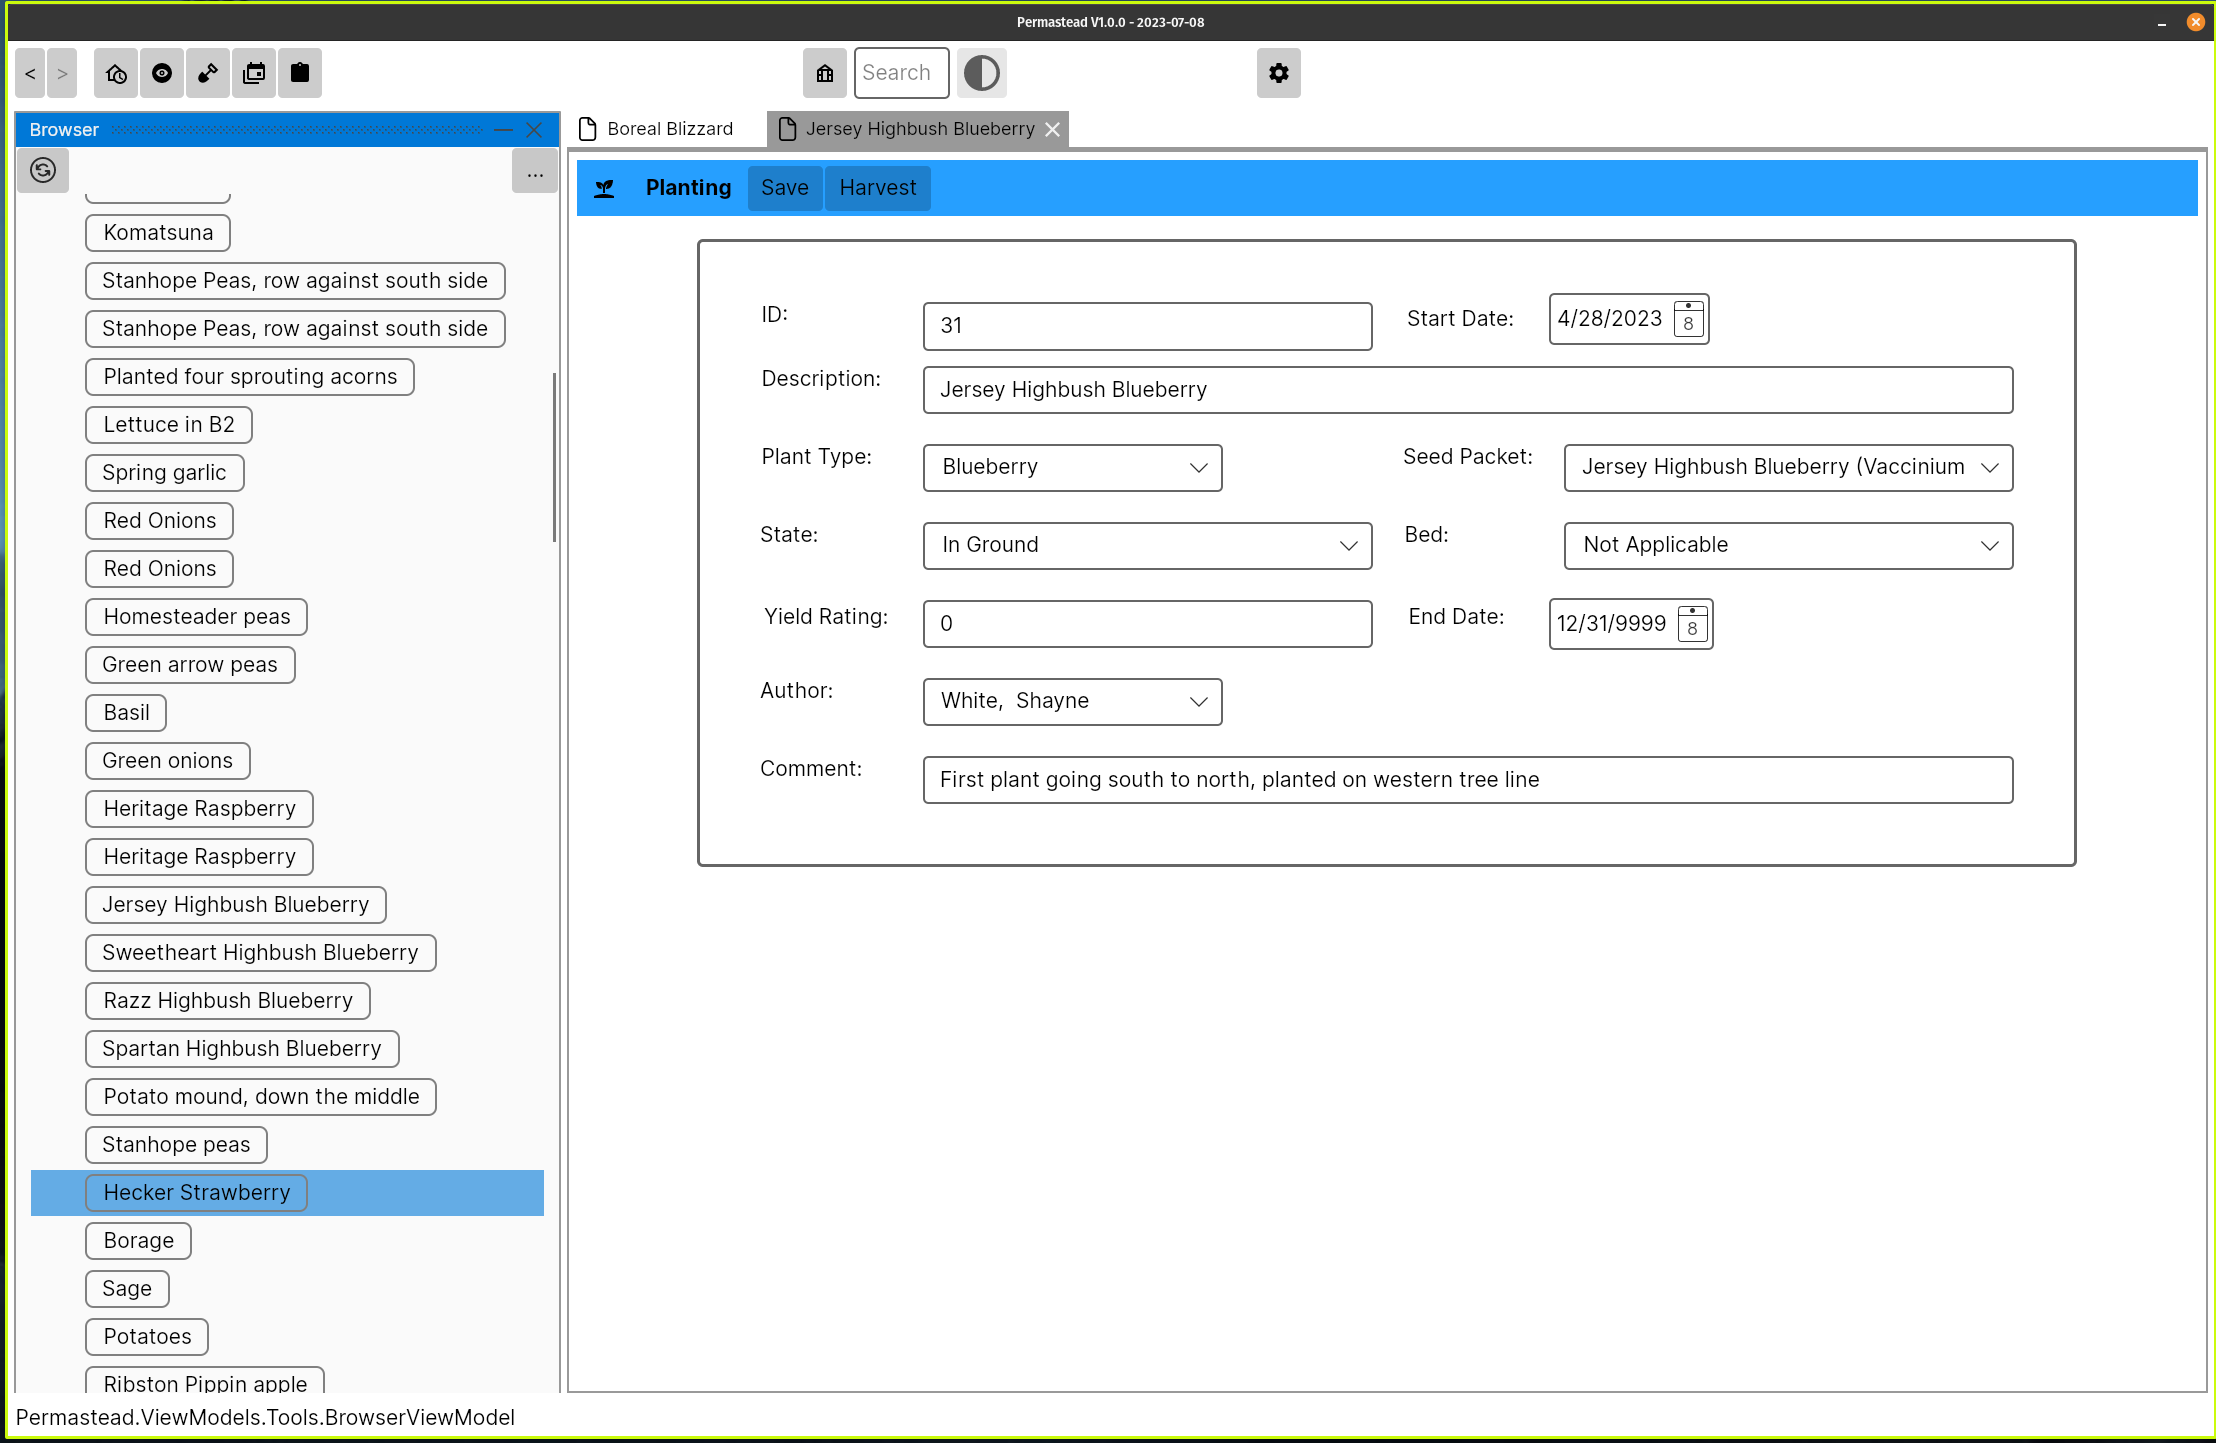 Permastead V1.0.0 - 2023-07-08
< >
Search
Browser
...
Komatsuna
Stanhope Peas, row against south side
Stanhope Peas, row against south side
Planted four sprouting acorns
Lettuce in B2
Spring garlic
Red Onions
Red Onions
Homesteader peas
Green arrow peas
Basil
Green onions
Heritage Raspberry
Heritage Raspberry
Jersey Highbush Blueberry
Sweetheart Highbush Blueberry
Razz Highbush Blueberry
Spartan Highbush Blueberry
Potato mound, down the middle
Stanhope peas
Hecker Strawberry
Borage
Sage
Potatoes
Ribston Pippin apple
Boreal Blizzard
Jersey Highbush Blueberry
Planting Save Harvest
ID: 31 Start Date: 4/28/2023 8
Description: Jersey Highbush Blueberry
Plant Type: Blueberry Seed Packet: Jersey Highbush Blueberry (Vaccinium
State: In Ground Bed: Not Applicable
Yield Rating: 0 End Date: 12/31/9999 8
Author: White, Shayne
Comment: First plant going south to north, planted on western tree line
Permastead.ViewModels.Tools.BrowserViewModel